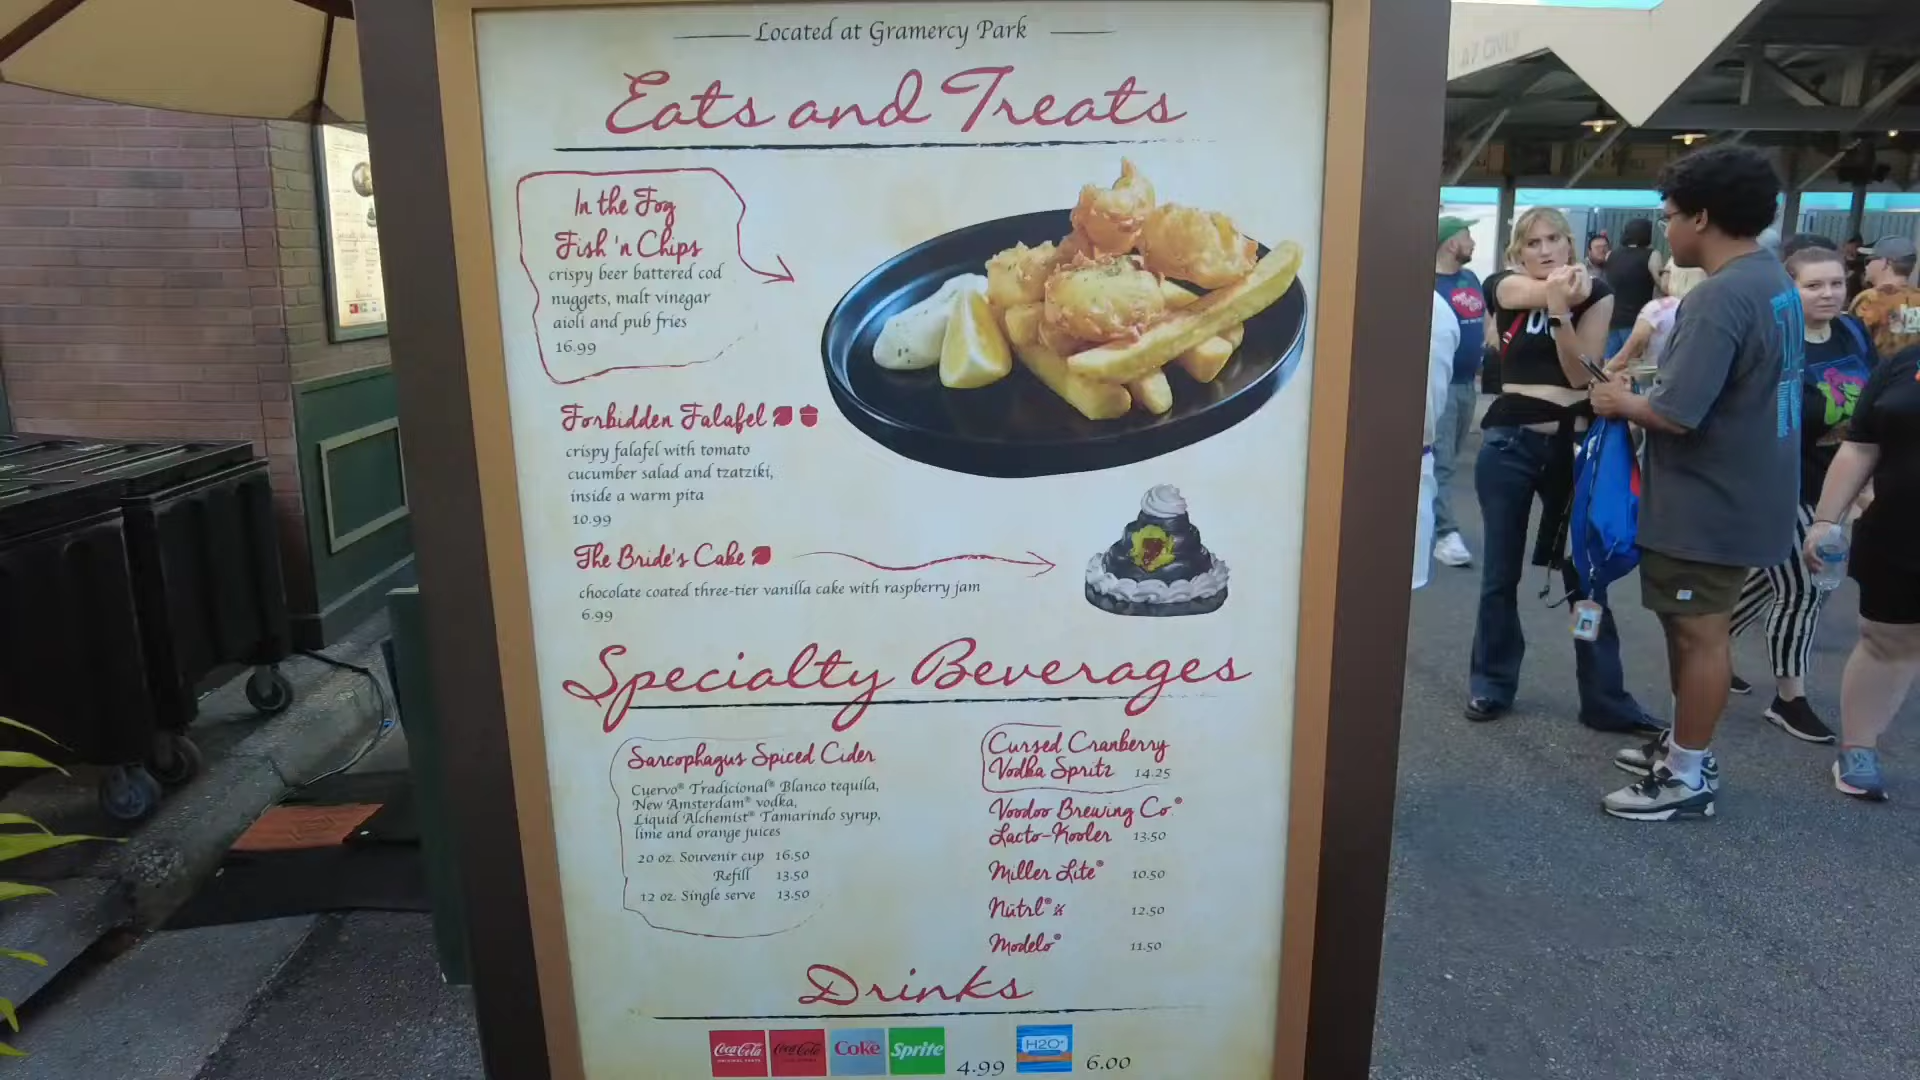 Located at Gramercy Park
Eats and Treats
In the Fog
Fish 'n Chips
crispy beer battered cod
nuggets, malt vinegar
aioli and pub fries
16.99
Forbidden Falafel
crispy falafel with tomato
cucumber salad and tzatziki,
inside a warm pita
10.99
The Bride's Cake
chocolate coated three-tier vanilla cake with raspberry jam
6.99
Specialty Beverages
Sarcophagus Spiced Cider
Cuervo® Tradicional® Blanco tequila,
New Amsterdam® vodka,
Liquid Alchemist® Tamarindo syrup,
lime and orange juices
20 oz. Souvenir cup 16.50
Refill 13.50
12 oz. Single serve 13.50
Cursed Cranberry
Vodka Spritz 14.25
Voodoo Brewing Co.®
Lacto-Kooler 13.50
Miller Lite® 10.50
Nütrl® 12.50
Modelo® 11.50
Drinks
Coca-Cola Coca-Cola Coke Sprite 4.99 H2O+ 6.00